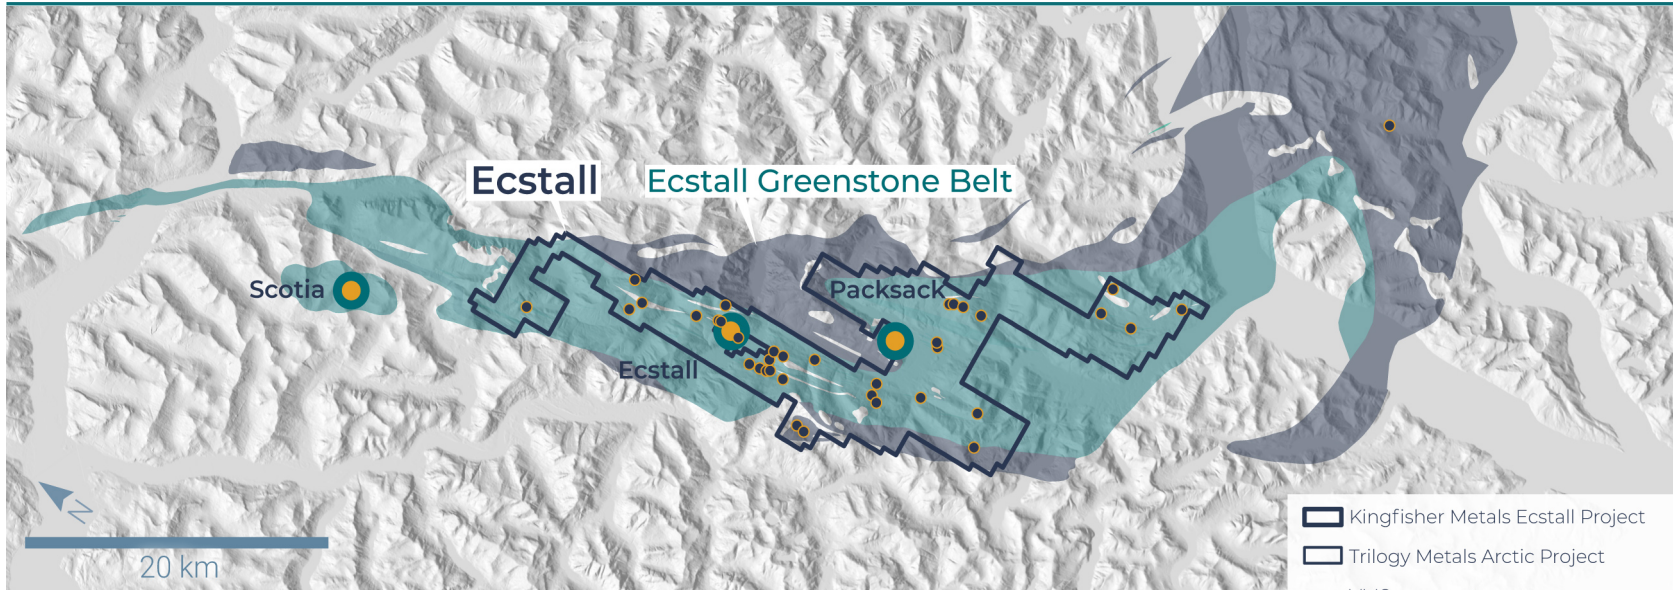 Ecstall
Ecstall Greenstone Belt
Scotia
Packsack
Ecstall
N
20 km
Kingfisher Metals Ecstall Project
Trilogy Metals Arctic Project